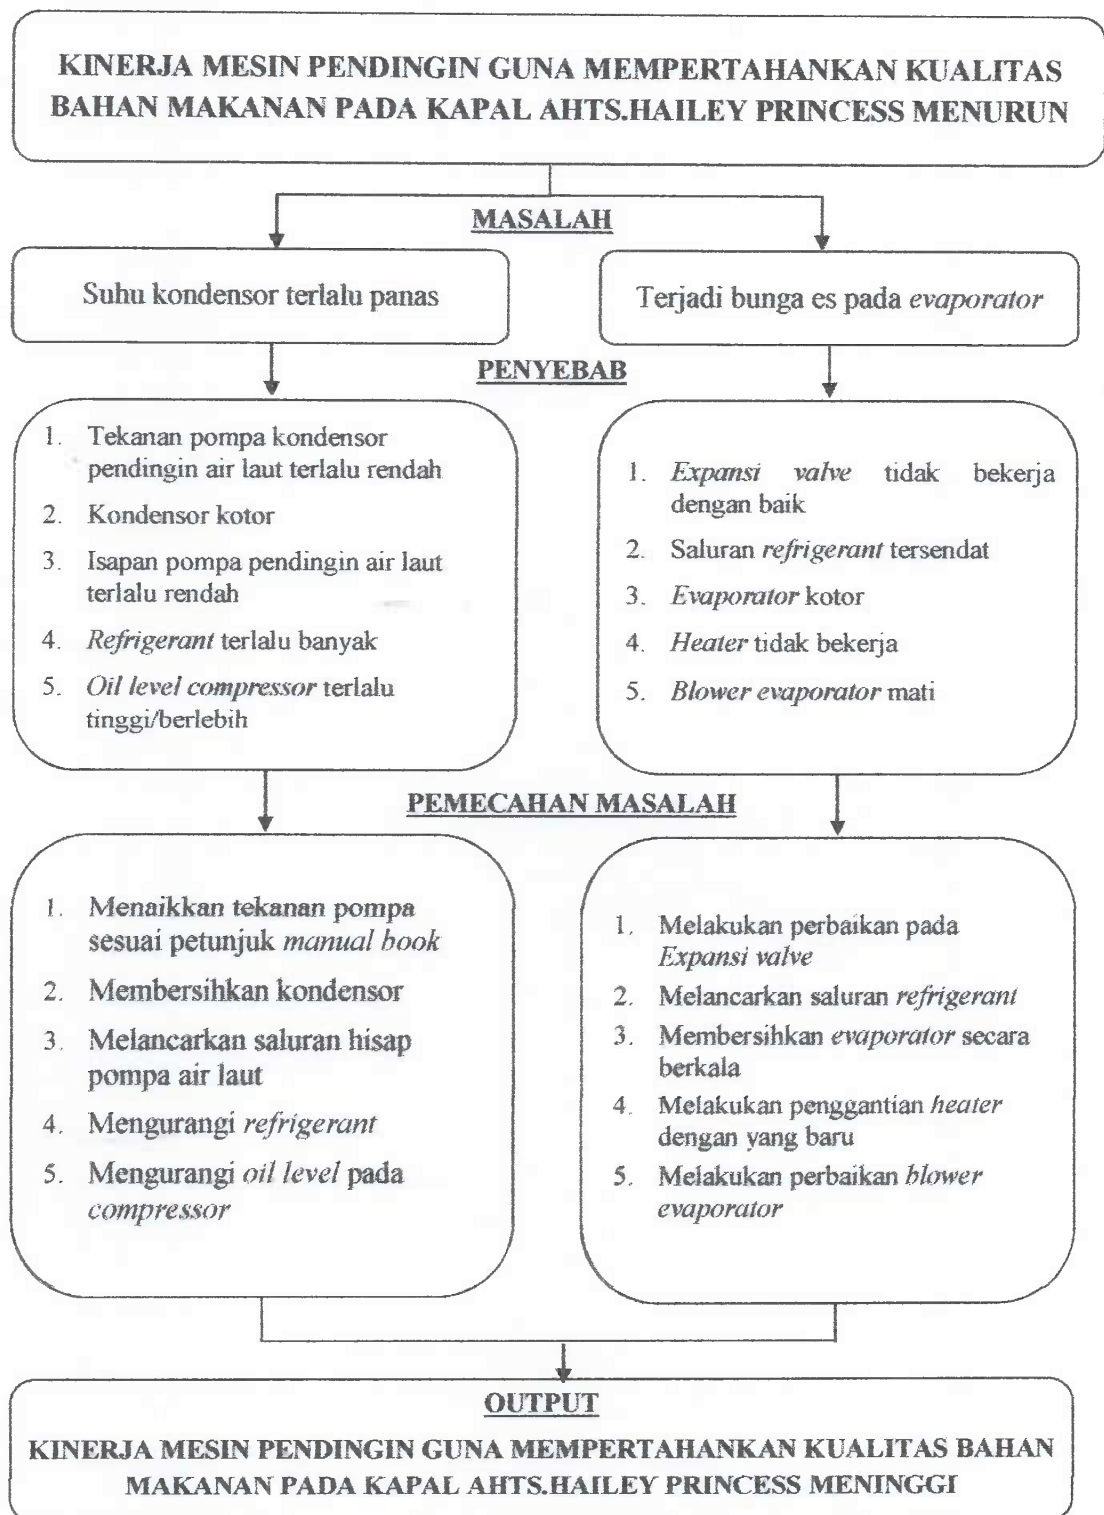 KINERJA MESIN PENDINGIN GUNA MEMPERTAHANKAN KUALITAS
BAHAN MAKANAN PADA KAPAL AHTS.HAILEY PRINCESS MENURUN
MASALAH
Suhu kondensor terlalu panas
Terjadi bunga es pada evaporator
PENYEBAB
1. Tekanan pompa kondensor
pendingin air laut terlalu rendah
2. Kondensor kotor
3. Isapan pompa pendingin air laut
terlalu rendah
4. Refrigerant terlalu banyak
5. Oil level compressor terlalu
tinggi/berlebih
1. Expansi valve tidak bekerja
dengan baik
2. Saluran refrigerant tersendat
3. Evaporator kotor
4. Heater tidak bekerja
5. Blower evaporator mati
PEMECAHAN MASALAH
1. Menaikkan tekanan pompa
sesuai petunjuk manual book
2. Membersihkan kondensor
3. Melancarkan saluran hisap
pompa air laut
4. Mengurangi refrigerant
5. Mengurangi oil level pada
compressor
1. Melakukan perbaikan pada
Expansi valve
2. Melancarkan saluran refrigerant
3. Membersihkan evaporator secara
berkala
4. Melakukan penggantian heater
dengan yang baru
5. Melakukan perbaikan blower
evaporator
OUTPUT
KINERJA MESIN PENDINGIN GUNA MEMPERTAHANKAN KUALITAS BAHAN
MAKANAN PADA KAPAL AHTS.HAILEY PRINCESS MENINGGI